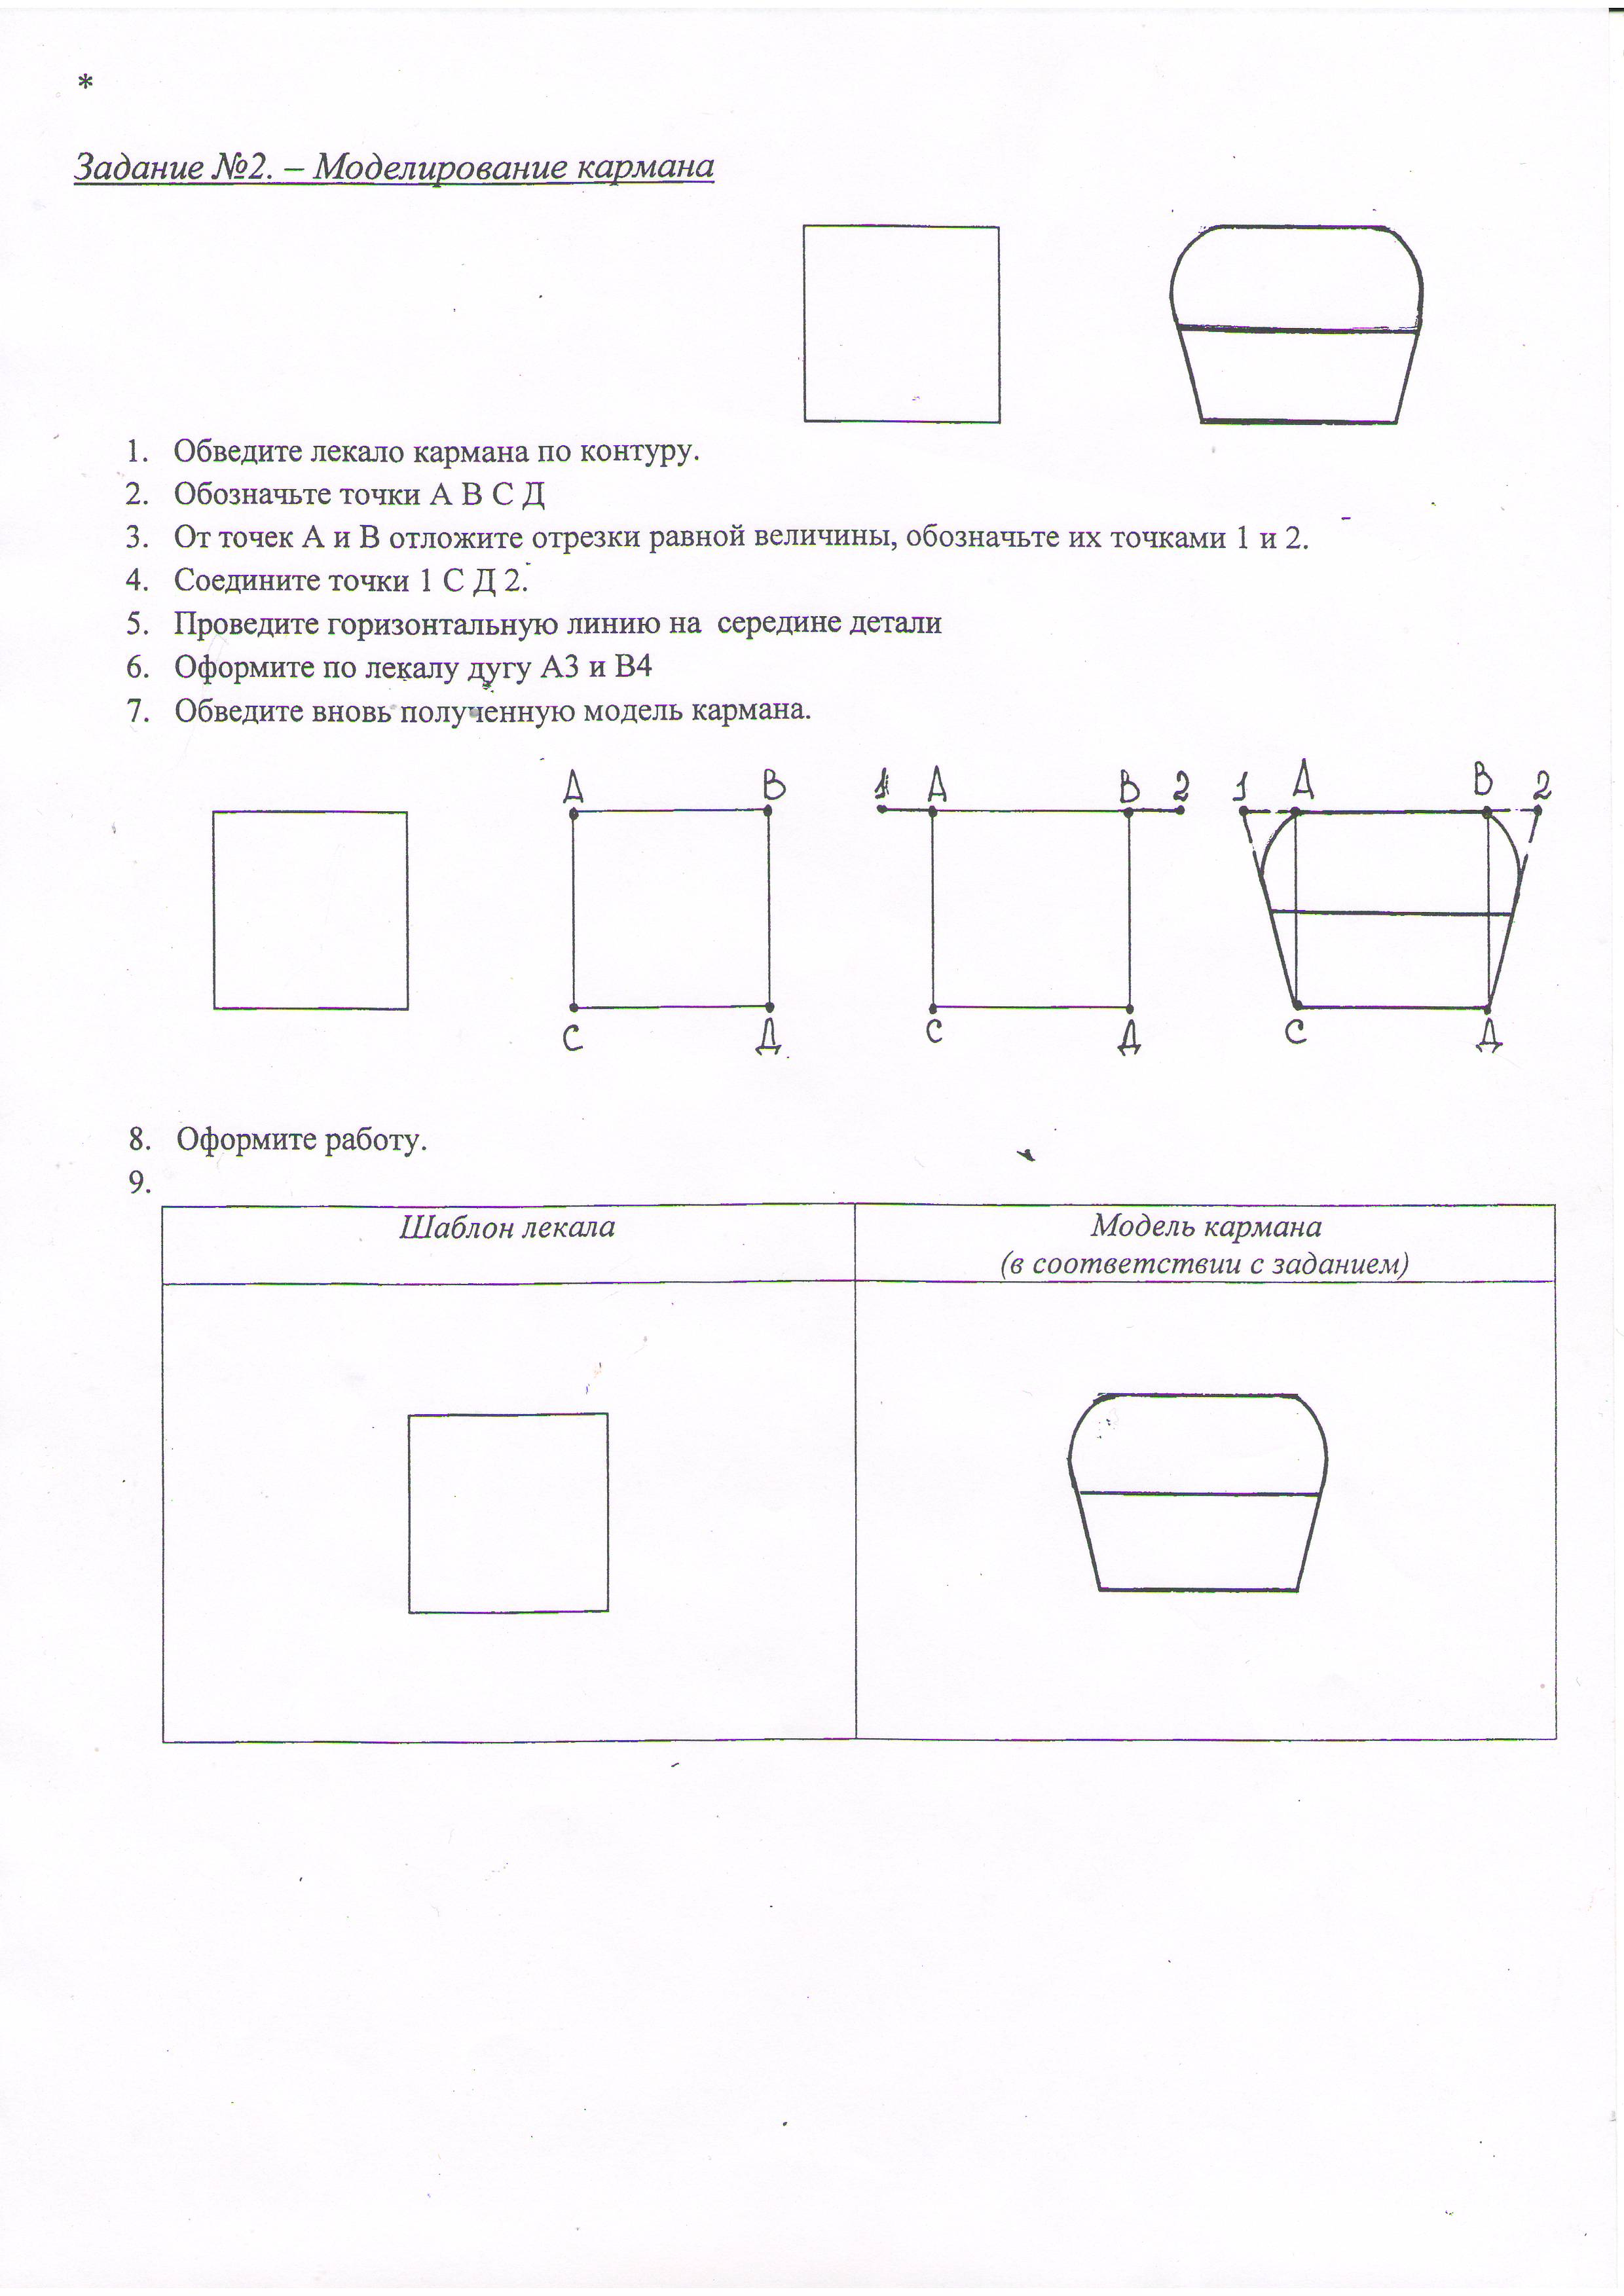 *
Задание №2. – Моделирование кармана
1. Обведите лекало кармана по контуру.
2. Обозначьте точки А В С Д
3. От точек А и В отложите отрезки равной величины, обозначьте их точками 1 и 2.
4. Соедините точки 1 С Д 2.
5. Проведите горизонтальную линию на  середине детали
6. Оформите по лекалу дугу А3 и В4
7. Обведите вновь полученную модель кармана.
А В 1 А В 2 1 А В 2
С Д С Д С Д
8. Оформите работу.
9.
Шаблон лекала
Модель кармана
(в соответствии с заданием)